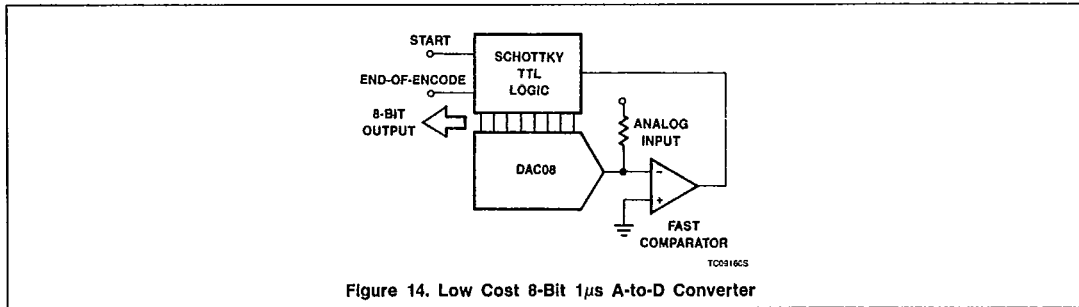 START
SCHOTTKY
TTL
LOGIC
END-OF-ENCODE
8-BIT
OUTPUT
ANALOG
INPUT
DAC08
−
+
FAST
COMPARATOR
TC09160S
Figure 14. Low Cost 8-Bit 1μs A-to-D Converter